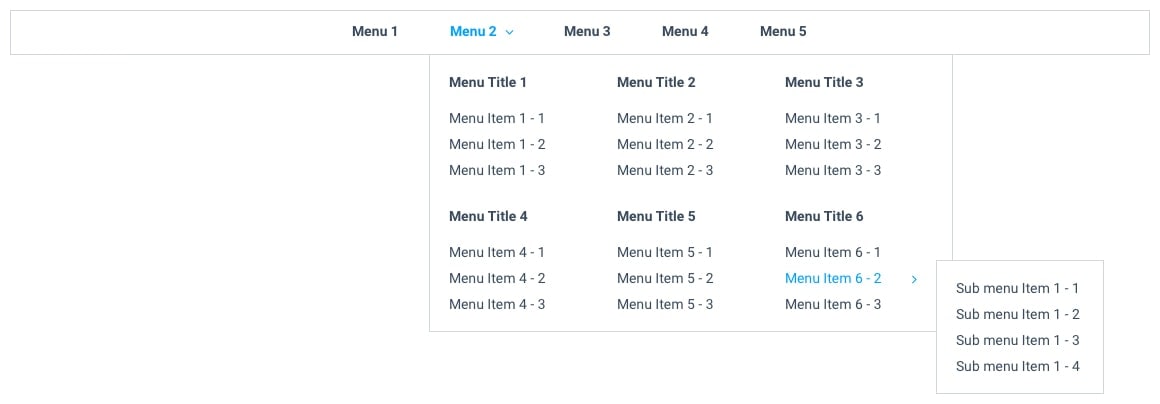 Menu 1 Menu 2 Menu 3 Menu 4 Menu 5
Menu Title 1 Menu Title 2 Menu Title 3
Menu Item 1 - 1 Menu Item 2 - 1 Menu Item 3 - 1
Menu Item 1 - 2 Menu Item 2 - 2 Menu Item 3 - 2
Menu Item 1 - 3 Menu Item 2 - 3 Menu Item 3 - 3
Menu Title 4 Menu Title 5 Menu Title 6
Menu Item 4 - 1 Menu Item 5 - 1 Menu Item 6 - 1
Menu Item 4 - 2 Menu Item 5 - 2 Menu Item 6 - 2
Menu Item 4 - 3 Menu Item 5 - 3 Menu Item 6 - 3
Sub menu Item 1 - 1
Sub menu Item 1 - 2
Sub menu Item 1 - 3
Sub menu Item 1 - 4